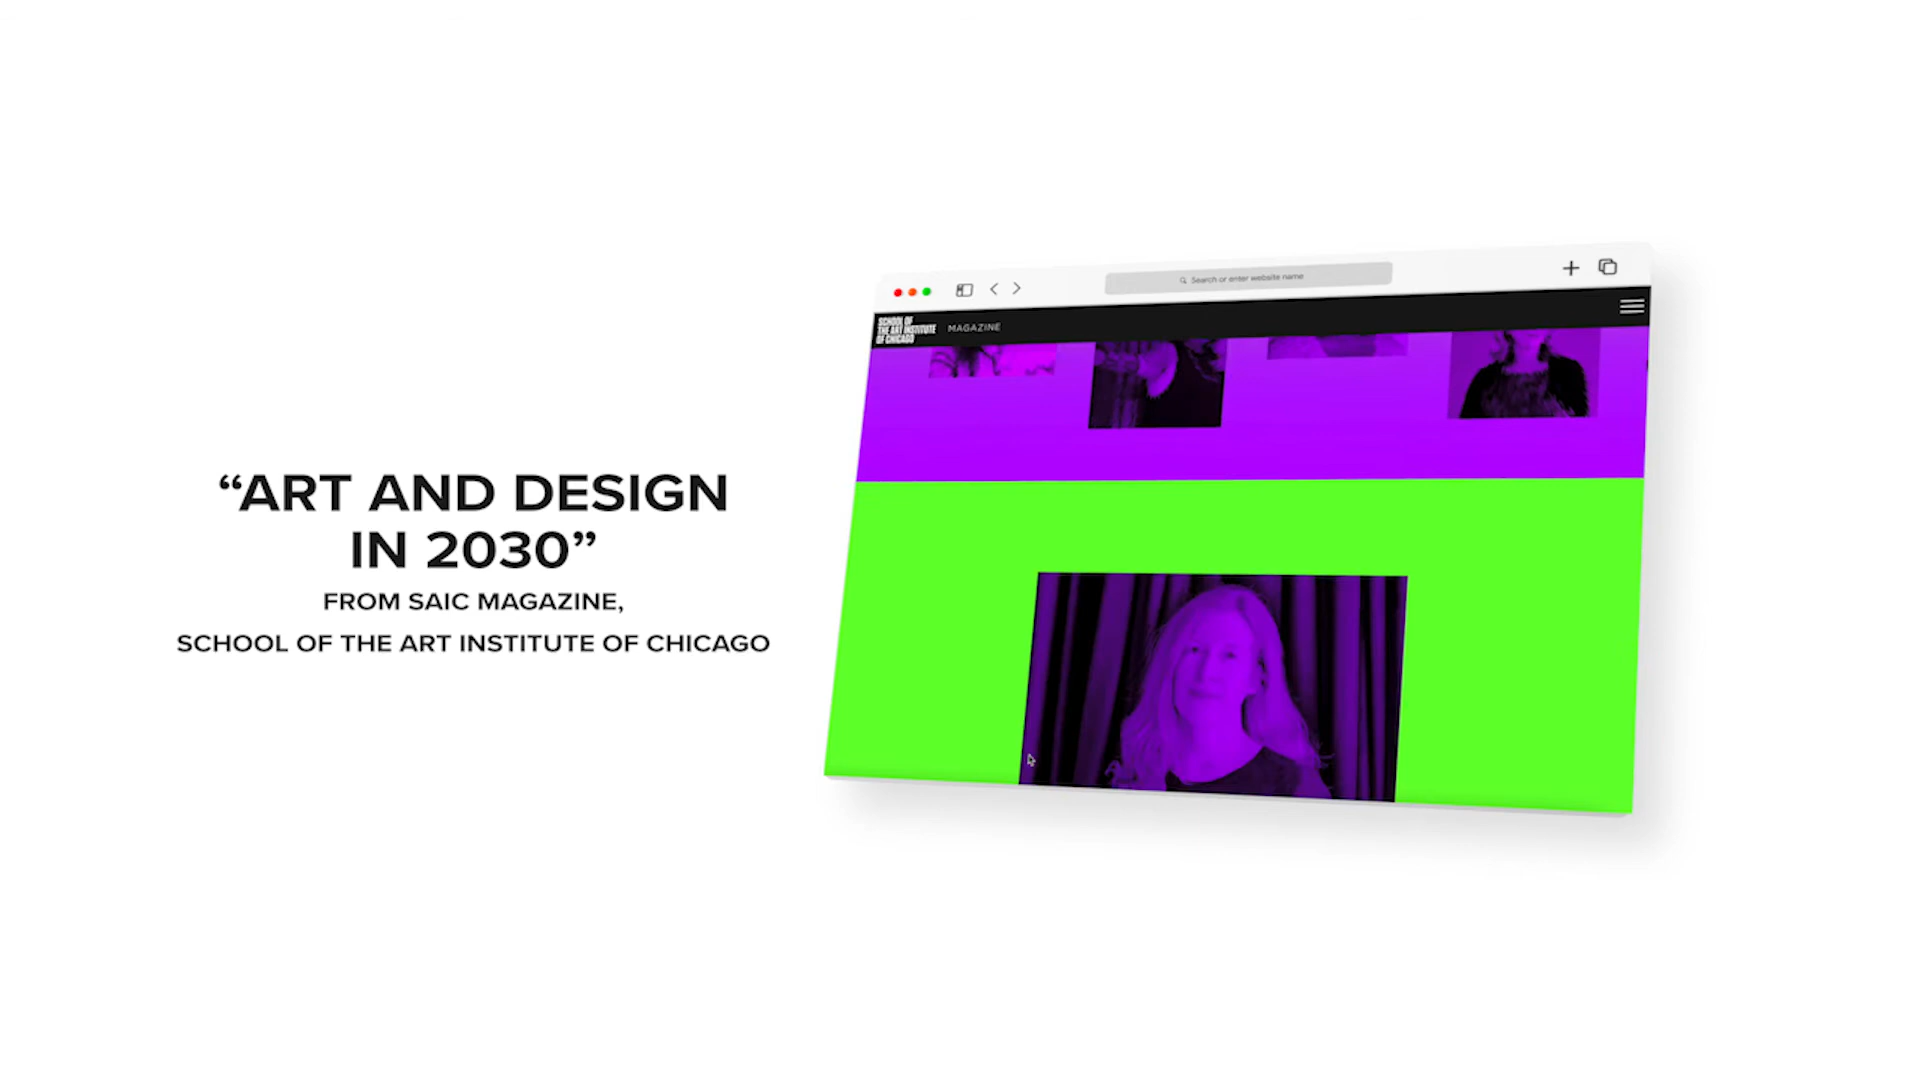 “ART AND DESIGN
IN 2030”
FROM SAIC MAGAZINE,
SCHOOL OF THE ART INSTITUTE OF CHICAGO
Search or enter website name
SCHOOL OF
THE ART INSTITUTE
OF CHICAGO
MAGAZINE